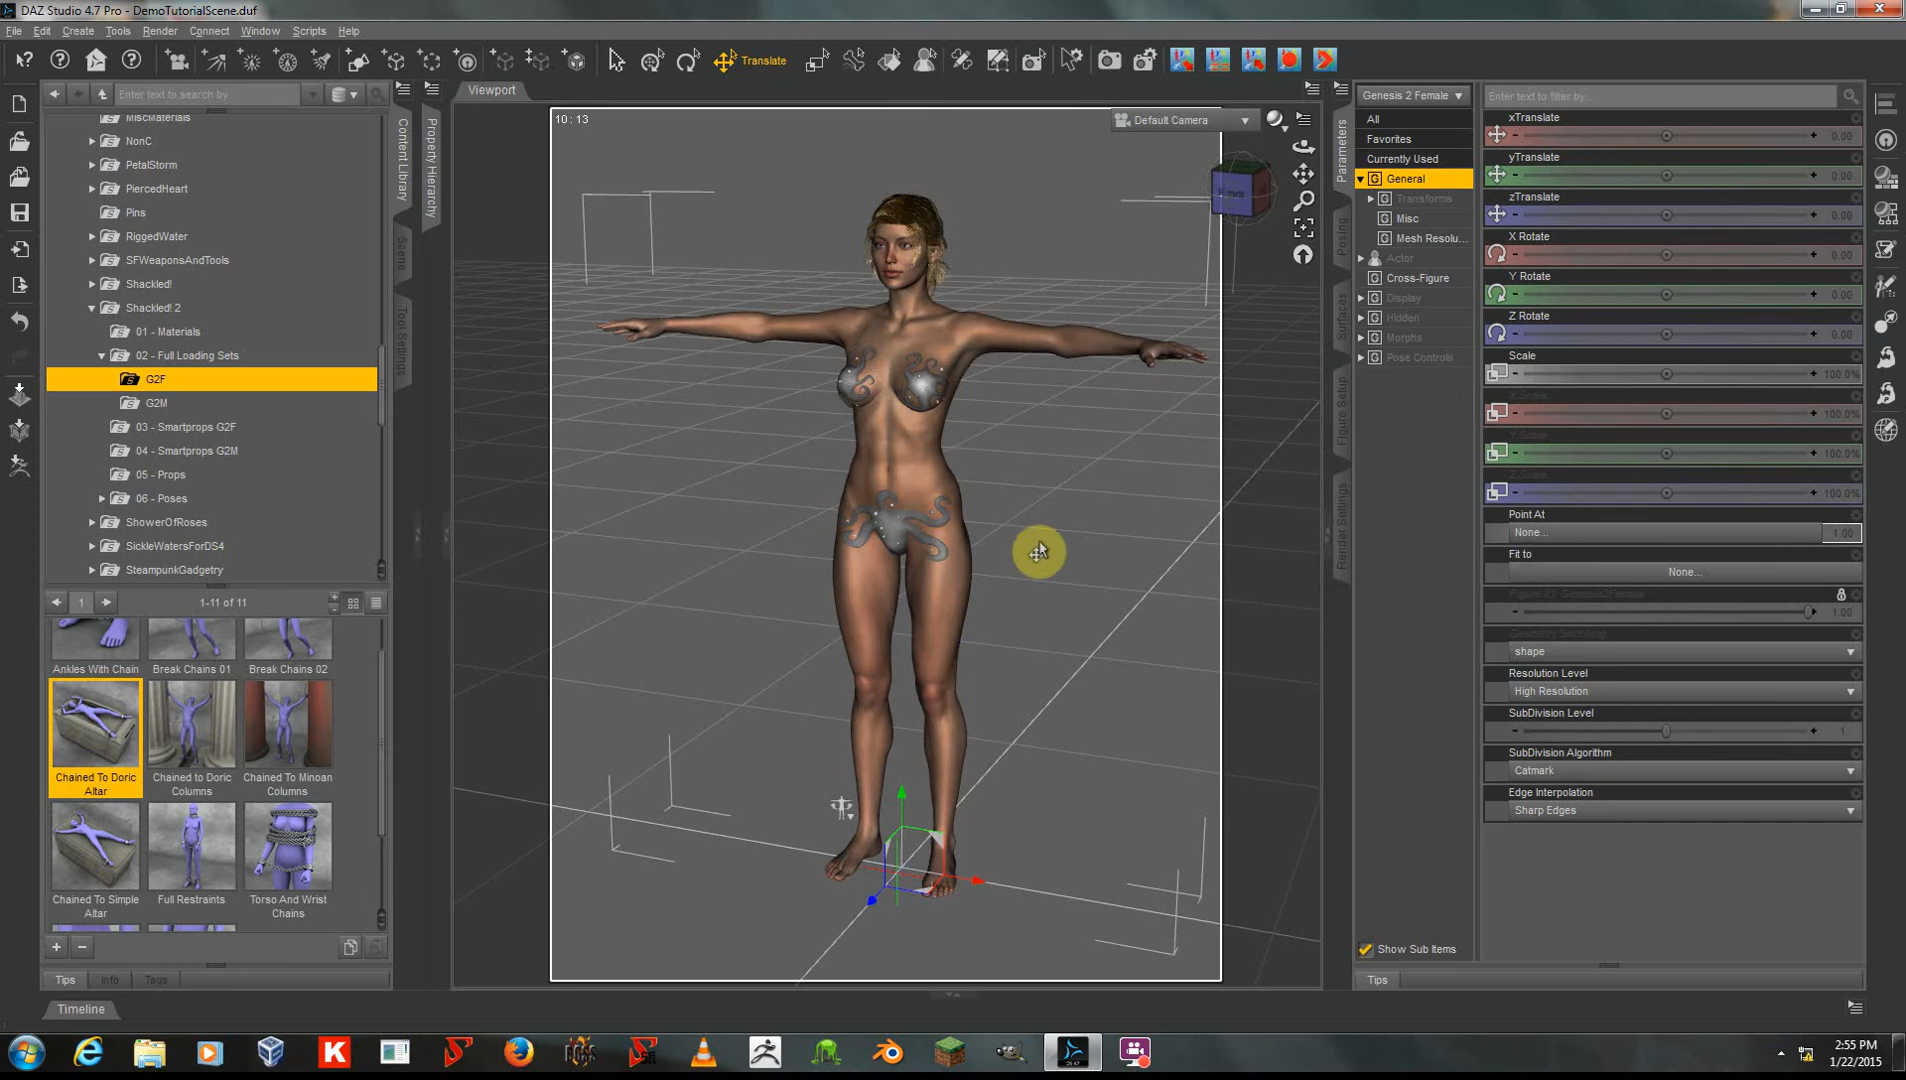 DAZ Studio 4.7 Pro - DemoTutorialScene.duf
File Edit Create Tools Render Connect Window Scripts Help
Translate
Enter text to search by...
MiscMaterials
NonC
PetalStorm
PiercedHeart
Pins
RiggedWater
SFWeaponsAndTools
Shackled!
Shackled! 2
01 - Materials
02 - Full Loading Sets
G2F
G2M
03 - Smartprops G2F
04 - Smartprops G2M
05 - Props
06 - Poses
ShowerOfRoses
SickleWatersForDS4
SteampunkGadgetry
1
1-11 of 11
Ankles With Chain
Break Chains 01
Break Chains 02
Chained To Doric Altar
Chained to Doric Columns
Chained To Minoan Columns
Chained To Simple Altar
Full Restraints
Torso And Wrist Chains
Tips Info Tags
Timeline
Content Library
Scene
Tool Settings
Property Hierarchy
Viewport
10 : 13
Default Camera
Front
Parameters
Posing
Surfaces
Figure Setup
Render Settings
Genesis 2 Female
All
Favorites
Currently Used
General
Transforms
Misc
Mesh Resolu...
Actor
Cross-Figure
Display
Hidden
Morphs
Pose Controls
Show Sub Items
Tips
Enter text to filter by...
xTranslate
0.00
yTranslate
0.00
zTranslate
0.00
X Rotate
0.00
Y Rotate
0.00
Z Rotate
0.00
Scale
100.0%
X Scale
100.0%
Y Scale
100.0%
Z Scale
100.0%
Point At
None...
1.00
Fit to
None...
Figure ID: Genesis2Female
1.00
Geometry Switching
shape
Resolution Level
High Resolution
SubDivision Level
1
SubDivision Algorithm
Catmark
Edge Interpolation
Sharp Edges
2:55 PM
1/22/2015